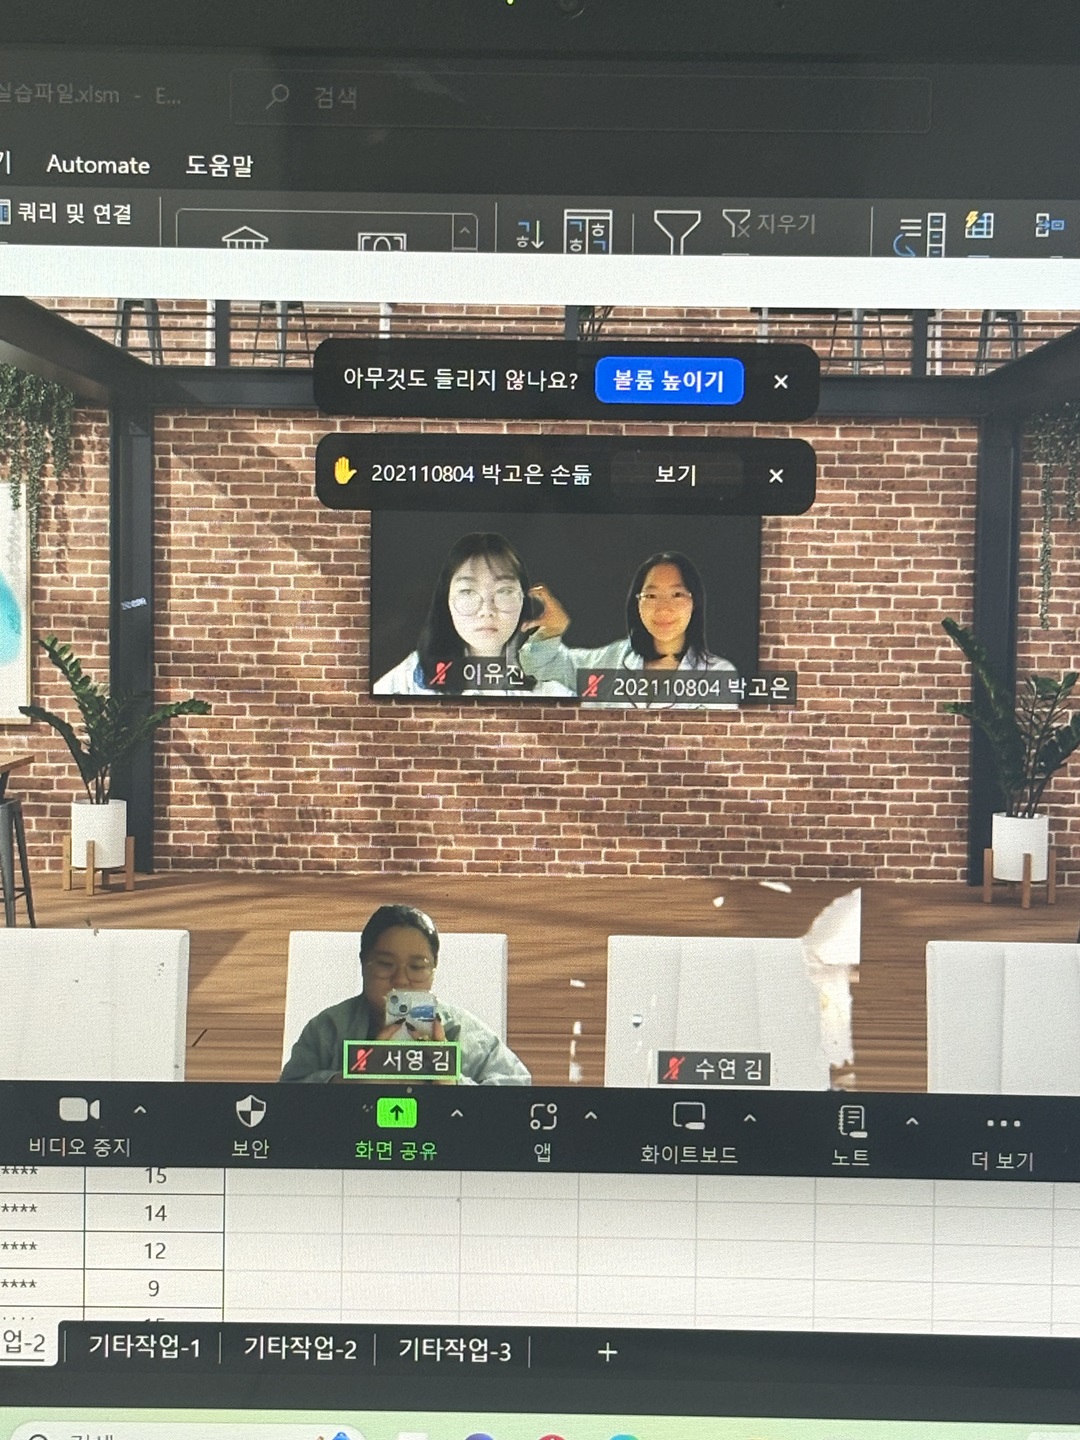 실습파일.xlsm - E...
검색
Automate 도움말
쿼리 및 연결
지우기
아무것도 들리지 않나요? 볼륨 높이기
202110804 박고은 손듦 보기
이유진
202110804 박고은
서영 김
수연 김
비디오 중지 보안 화면 공유 앱 화이트보드 노트 더 보기
**** 15
**** 14
**** 12
**** 9
업-2 기타작업-1 기타작업-2 기타작업-3 +